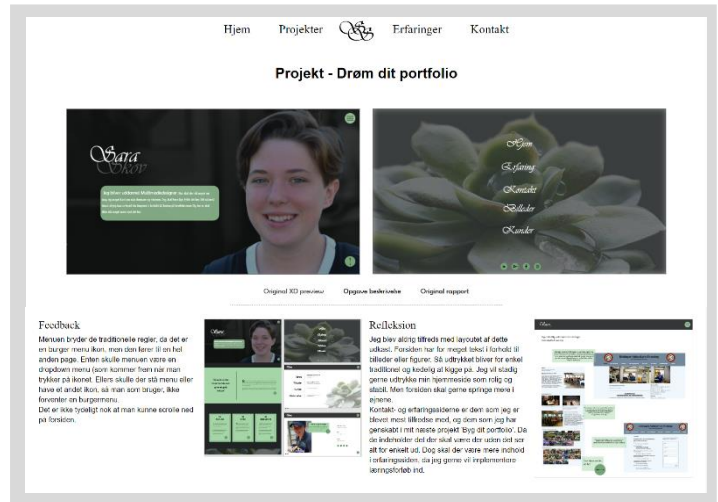 Hjem Projekter Erfaringer Kontakt
Projekt - Drøm dit portfolio
Sara
Skov
Jeg bliver uddannet Multimediedesigner
Hjem
Erfaring
Kontakt
Billeder
Kunder
Original XD preview Opgave beskrivelse Original rapport
Feedback
Menuen bryder de traditionelle regler, da det er
en burger menu ikon, men den fører til en hel
anden page. Enten skulle menuen være en
dropdown menu (som kommer frem når man
trykker på ikonet. Ellers skulle der stå menu eller
have et andet ikon, så man som bruger, ikke
forventer en burgermenu.
Det er ikke tydeligt nok at man kunne scrolle ned
på forsiden.
Refleksion
Jeg blev aldrig tilfreds med layoutet af dette
udkast. Forsiden har for meget tekst i forhold til
billeder eller figurer. Så udtrykket bliver for enkel
traditionel og kedelig at kigge på. Jeg vil stadig
gerne udtrykke min hjemmeside som rolig og
stabil. Men forsiden skal gerne springe mere i
øjnene.
Kontakt- og erfaringsiderne er dem som jeg er
blevet mest tilfredse med, og dem som jeg har
genskabt i mit næste projekt 'Byg dit portfolio'. Da
de indeholder det der skal være der uden det ser
alt for enkelt ud. Dog skal der være mere indhold
i erfaringssiden, da jeg gerne vil implementere
læringsforløb ind.